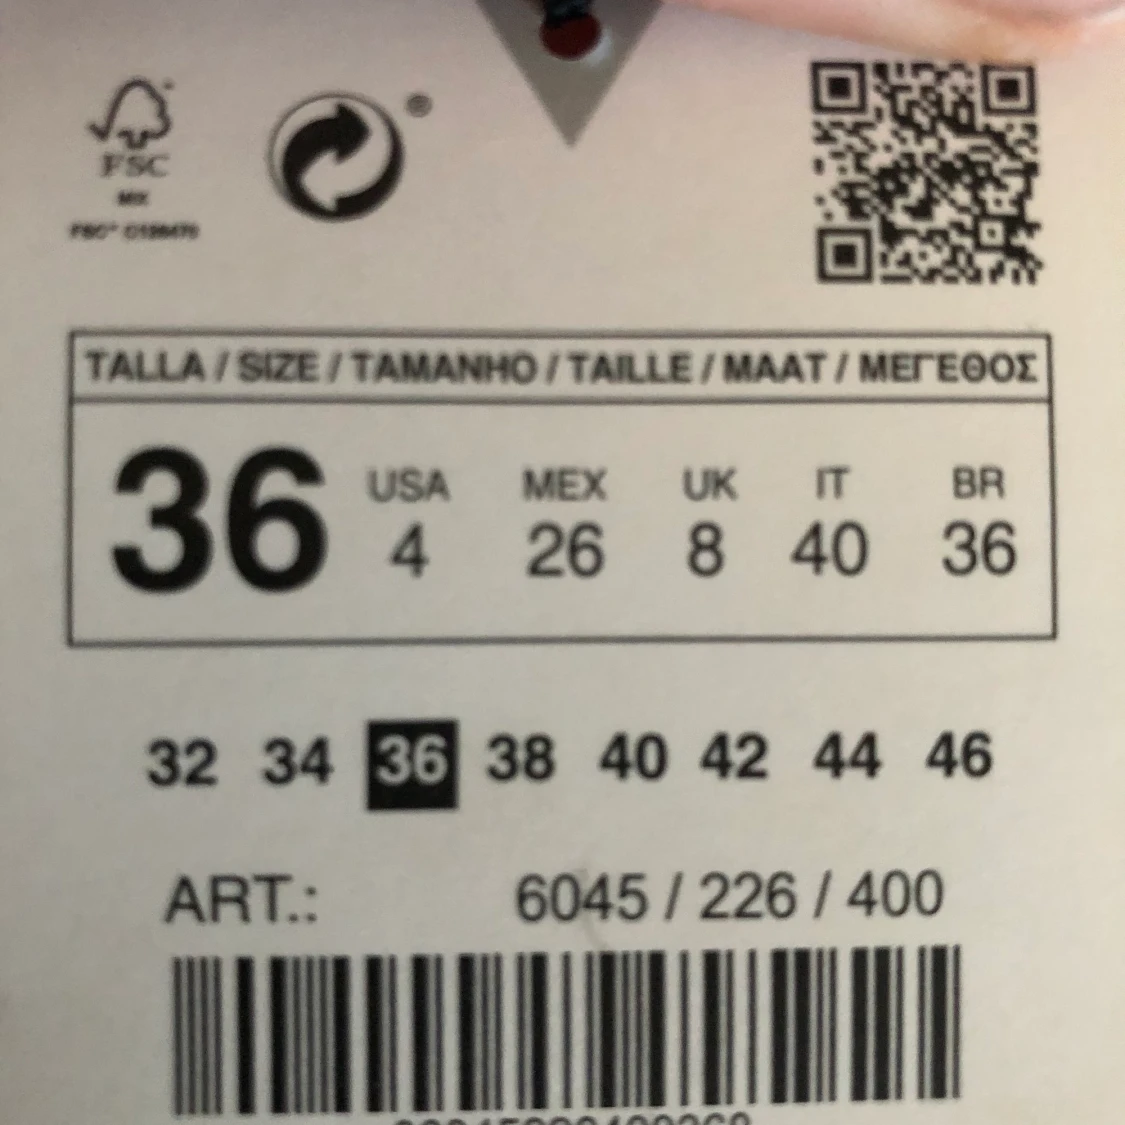 ®
FSC
MIX
TALLA / SIZE / TAMANHO / TAILLE / MAAT / ΜΕΓΕΘΟΣ
36 USA MEX UK IT BR
4 26 8 40 36
32 34 36 38 40 42 44 46
ART.: 6045 / 226 / 400